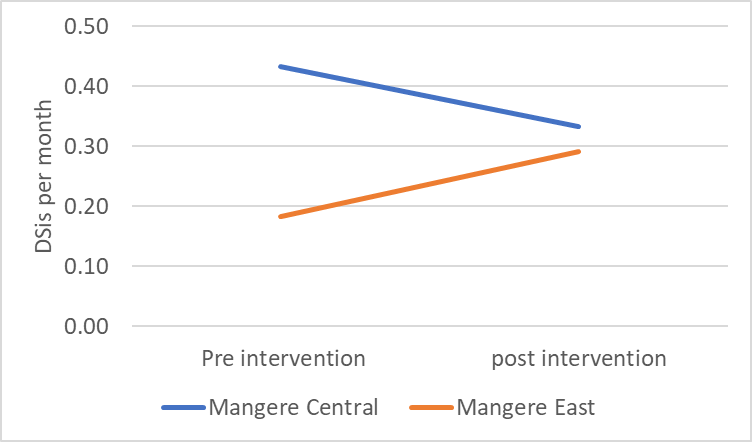 0.50
0.40
0.30
0.20
0.10
0.00
DSis per month
Pre intervention
post intervention
Mangere Central
Mangere East